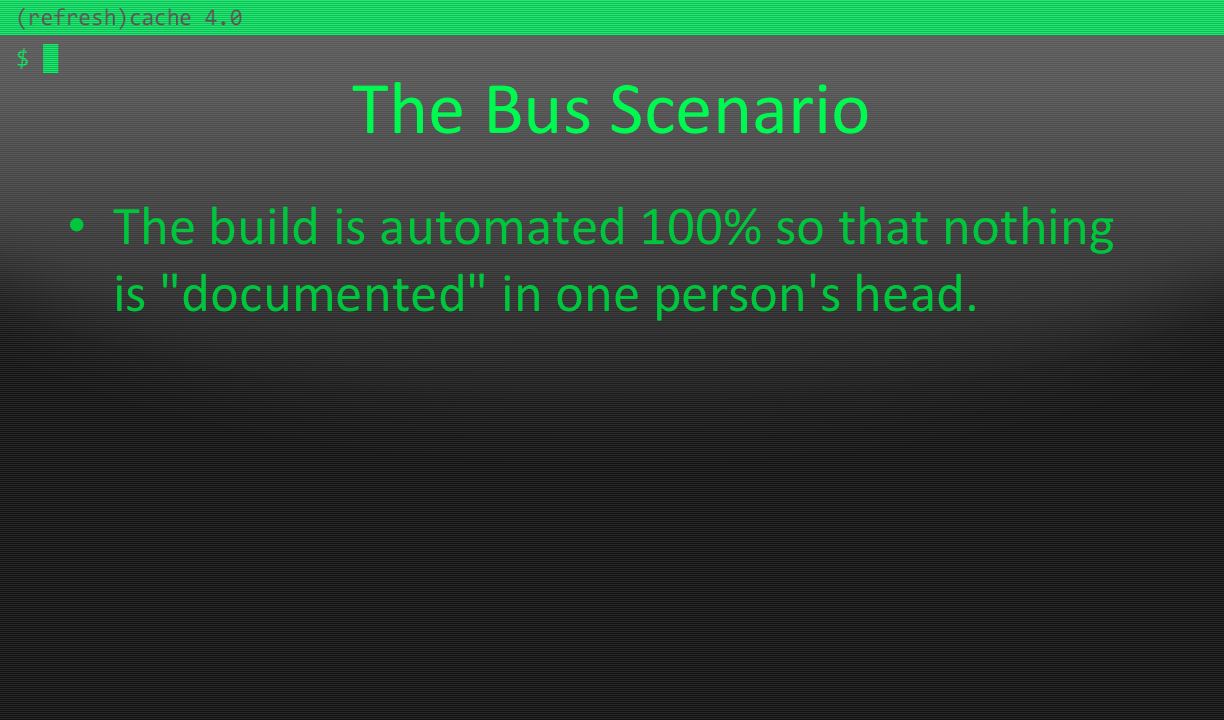 (refresh)cache 4.0
$
The Bus Scenario
• The build is automated 100% so that nothing
is "documented" in one person's head.